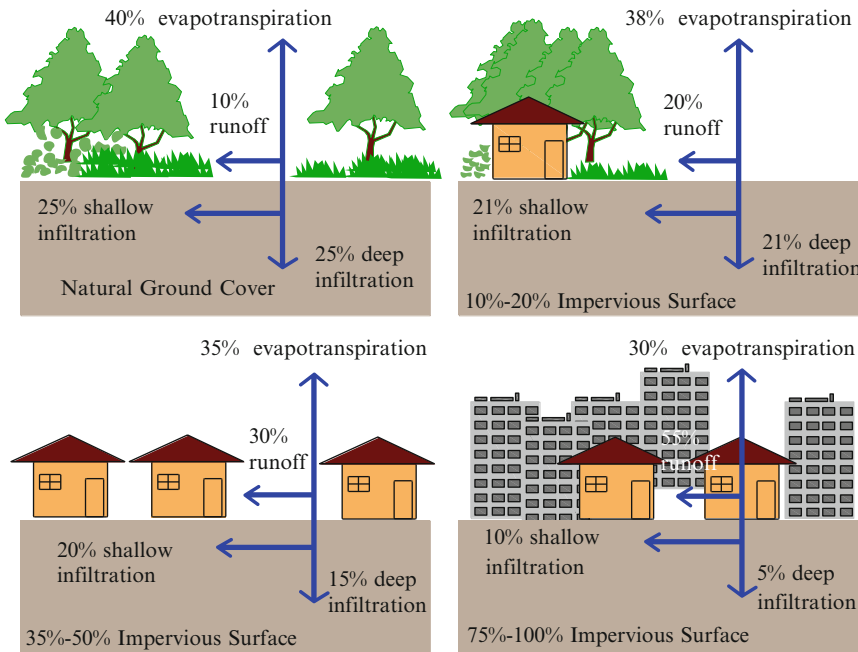 40% evapotranspiration
10%
runoff
25% shallow
infiltration
25% deep
infiltration
Natural Ground Cover
38% evapotranspiration
20%
runoff
21% shallow
infiltration
21% deep
infiltration
10%-20% Impervious Surface
35% evapotranspiration
30%
runoff
20% shallow
infiltration
15% deep
infiltration
35%-50% Impervious Surface
30% evapotranspiration
55%
runoff
10% shallow
infiltration
5% deep
infiltration
75%-100% Impervious Surface